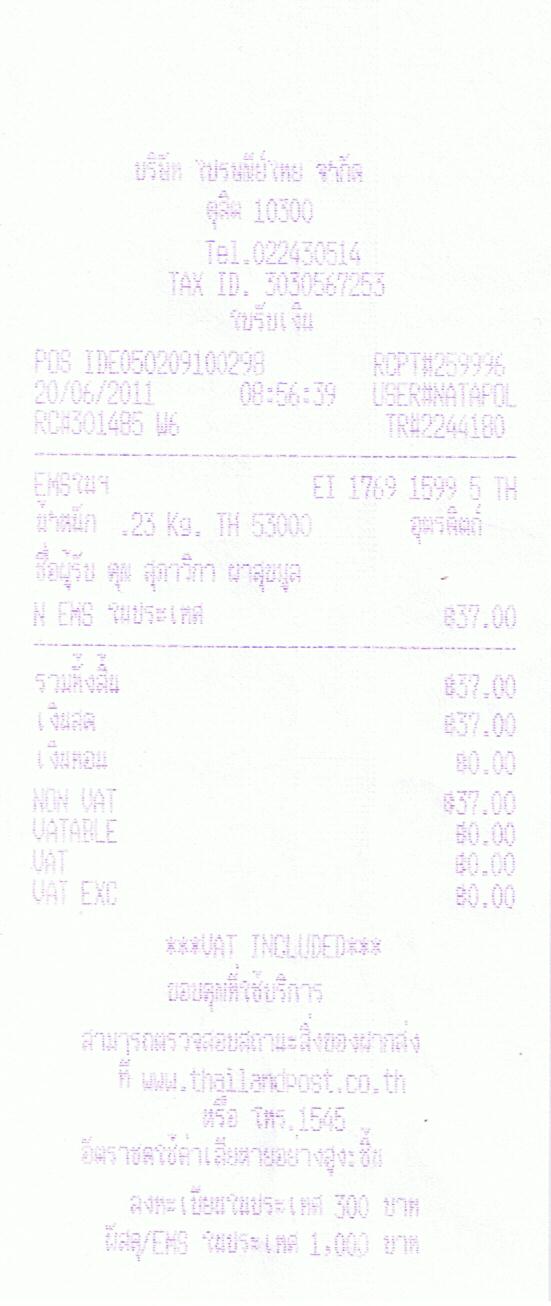 บริษัท ไปรษณีย์ไทย จำกัด
ดุสิต 10300
Tel.022430514
TAX ID. 3030567253
ใบรับเงิน
POS IDE050209100298 RCPT#259996
20/06/2011 08:56:39 USER#NATAPOL
RC#301485 W6 TR#2244180
EMSในฯ EI 1769 1599 5 TH
น้ำหนัก .23 Kg. TH 53000 อุตรดิตถ์
ชื่อผู้รับ คุณ สุภาวิภา ผาสุขมูล
N EMS ในประเทศ ฿37.00
รวมทั้งสิ้น ฿37.00
เงินสด ฿37.00
เงินทอน ฿0.00
NON VAT ฿37.00
VATABLE ฿0.00
VAT ฿0.00
VAT EXC ฿0.00
***VAT INCLUDED***
ขอบคุณที่ใช้บริการ
สามารถตรวจสอบสถานะสิ่งของฝากส่ง
ที่ www.thailandpost.co.th
หรือ โทร.1545
อัตราชดใช้ค่าเสียหายอย่างสูง:ชิ้น
ลงทะเบียนในประเทศ 300 บาท
พัสดุ/EMS ในประเทศ 1,000 บาท